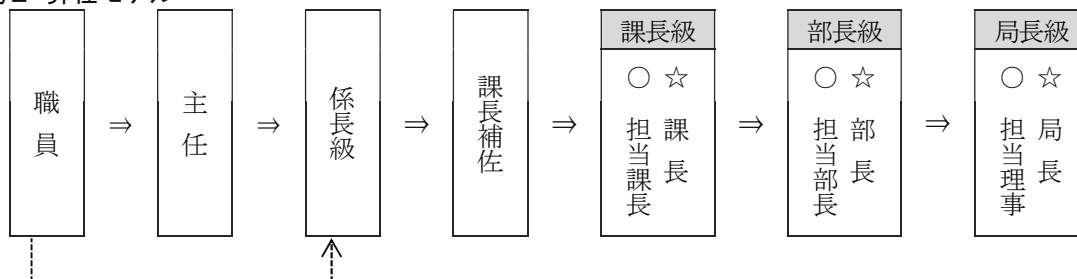 昇任モデル
職員
⇒
主任
⇒
係長級
⇒
課長補佐
⇒
課長級
☆ 課長
○ 担当課長
⇒
部長級
☆ 部長
○ 担当部長
⇒
局長級
☆ 局長
○ 担当理事